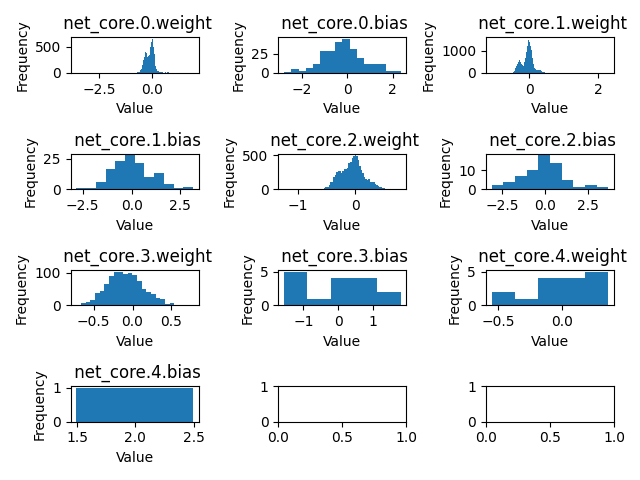 net_core.0.weight
Frequency
500
0
−2.5
0.0
Value
net_core.0.bias
Frequency
25
0
−2
0
2
Value
net_core.1.weight
Frequency
1000
0
0
2
Value
net_core.1.bias
Frequency
25
0
−2.5
0.0
2.5
Value
net_core.2.weight
Frequency
500
0
−1
0
Value
net_core.2.bias
Frequency
10
0
−2.5
0.0
2.5
Value
net_core.3.weight
Frequency
100
0
−0.5
0.0
0.5
Value
net_core.3.bias
Frequency
5
0
−1
0
1
Value
net_core.4.weight
Frequency
5
0
−0.5
0.0
Value
net_core.4.bias
Frequency
1
0
1.5
2.0
2.5
Value
1
0
0.0
0.5
1.0
1
0
0.0
0.5
1.0